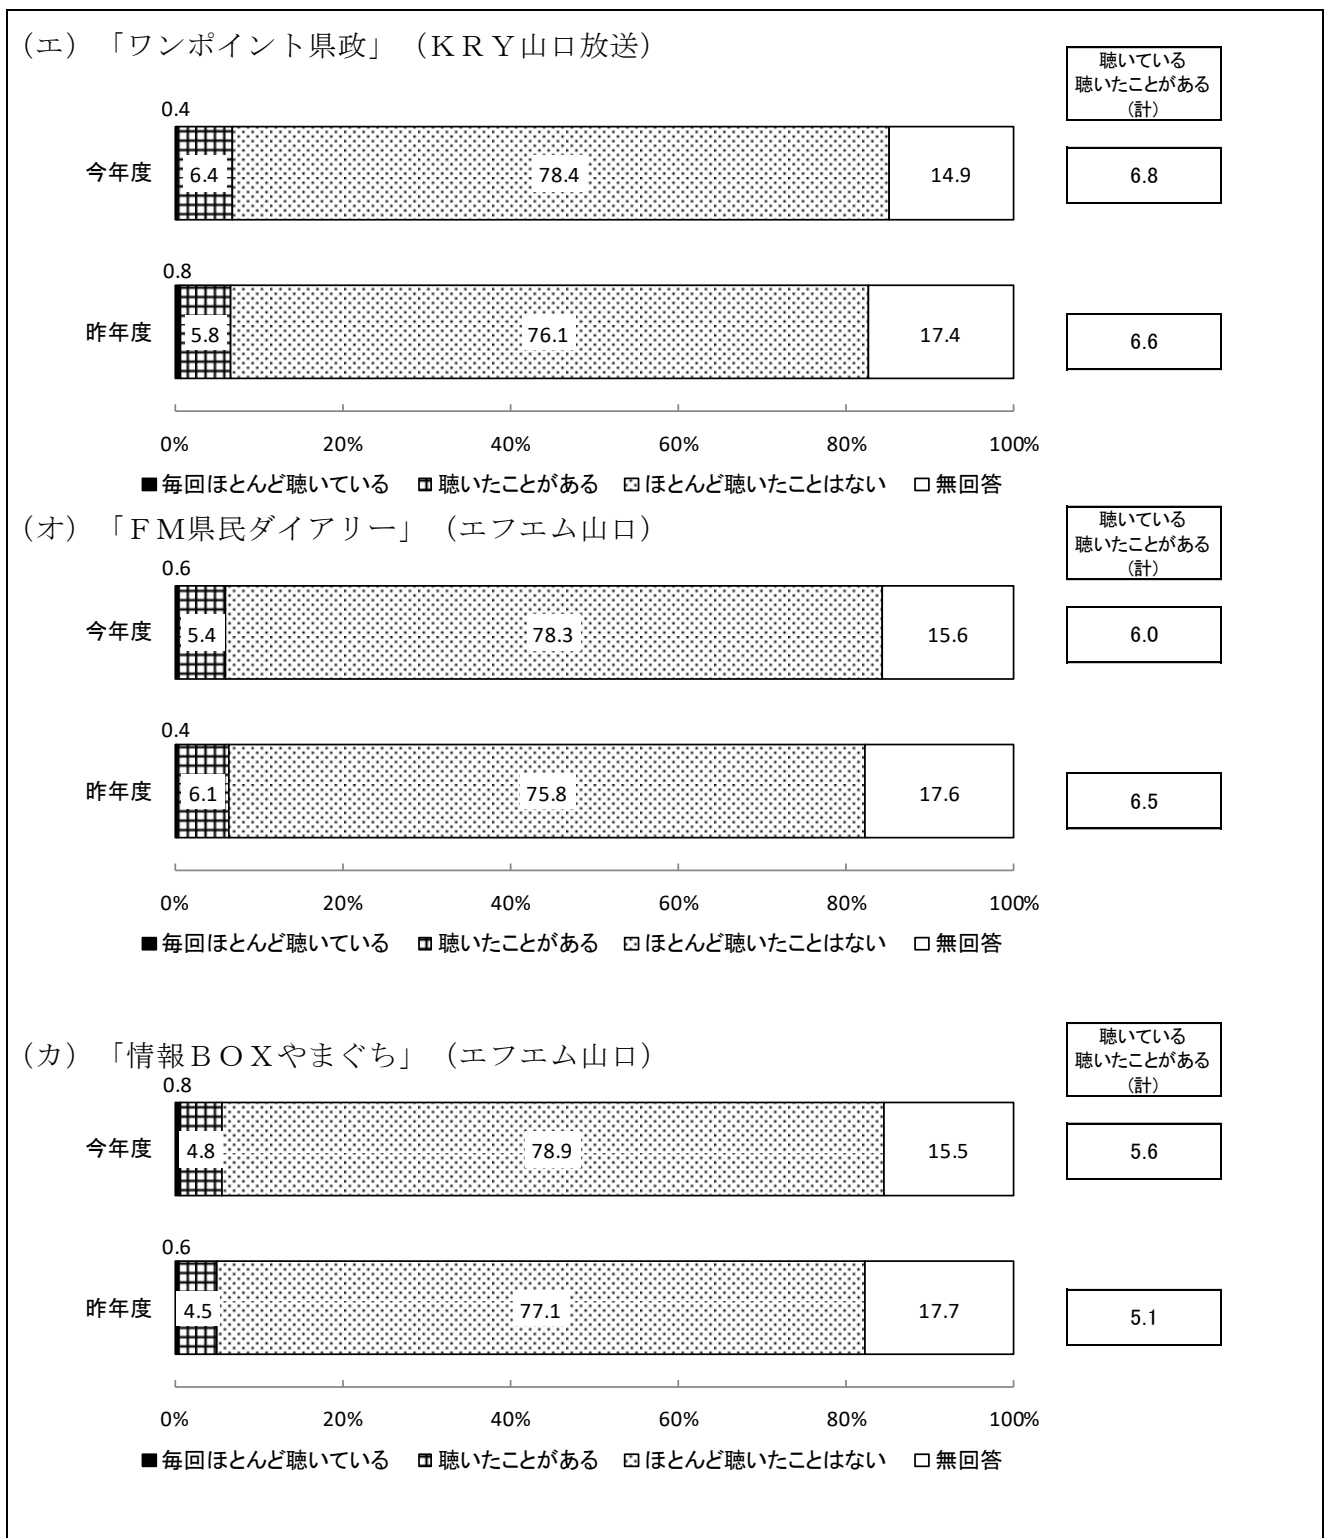 （エ）「ワンポイント県政」（ＫＲＹ山口放送）
聴いている
聴いたことがある
(計)
0.4
今年度 6.4 78.4 14.9 6.8
0.8
昨年度 5.8 76.1 17.4 6.6
0% 20% 40% 60% 80% 100%
毎回ほとんど聴いている 聴いたことがある ほとんど聴いたことはない 無回答
（オ）「ＦＭ県民ダイアリー」（エフエム山口）
聴いている
聴いたことがある
(計)
0.6
今年度 5.4 78.3 15.6 6.0
0.4
昨年度 6.1 75.8 17.6 6.5
0% 20% 40% 60% 80% 100%
毎回ほとんど聴いている 聴いたことがある ほとんど聴いたことはない 無回答
（カ）「情報ＢＯＸやまぐち」（エフエム山口）
聴いている
聴いたことがある
(計)
0.8
今年度 4.8 78.9 15.5 5.6
0.6
昨年度 4.5 77.1 17.7 5.1
0% 20% 40% 60% 80% 100%
毎回ほとんど聴いている 聴いたことがある ほとんど聴いたことはない 無回答